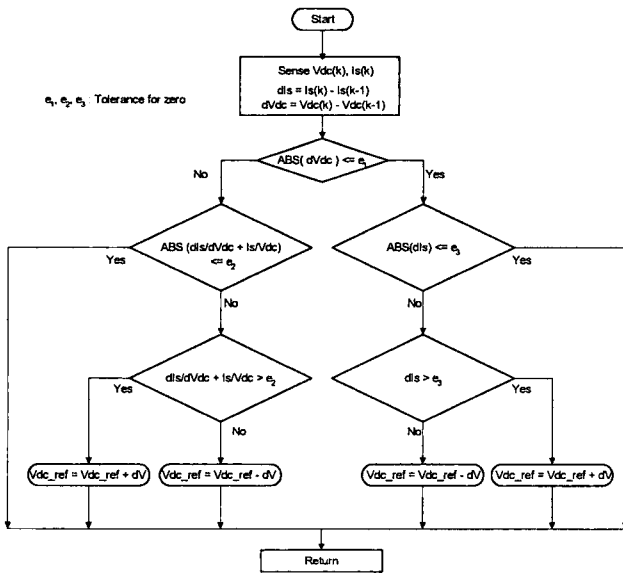 Start
Sense Vdc(k), Is(k)
dIs = Is(k) - Is(k-1)
dVdc = Vdc(k) - Vdc(k-1)
e₁, e₂, e₃ : Tolerance for zero
ABS( dVdc ) <= e₁
No
Yes
ABS (dIs/dVdc + Is/Vdc)
<= e₂
Yes
No
ABS(dIs) <= e₃
Yes
No
dIs/dVdc + Is/Vdc > e₂
Yes
No
dIs > e₃
Yes
No
Vdc_ref = Vdc_ref + dV
Vdc_ref = Vdc_ref - dV
Vdc_ref = Vdc_ref - dV
Vdc_ref = Vdc_ref + dV
Return